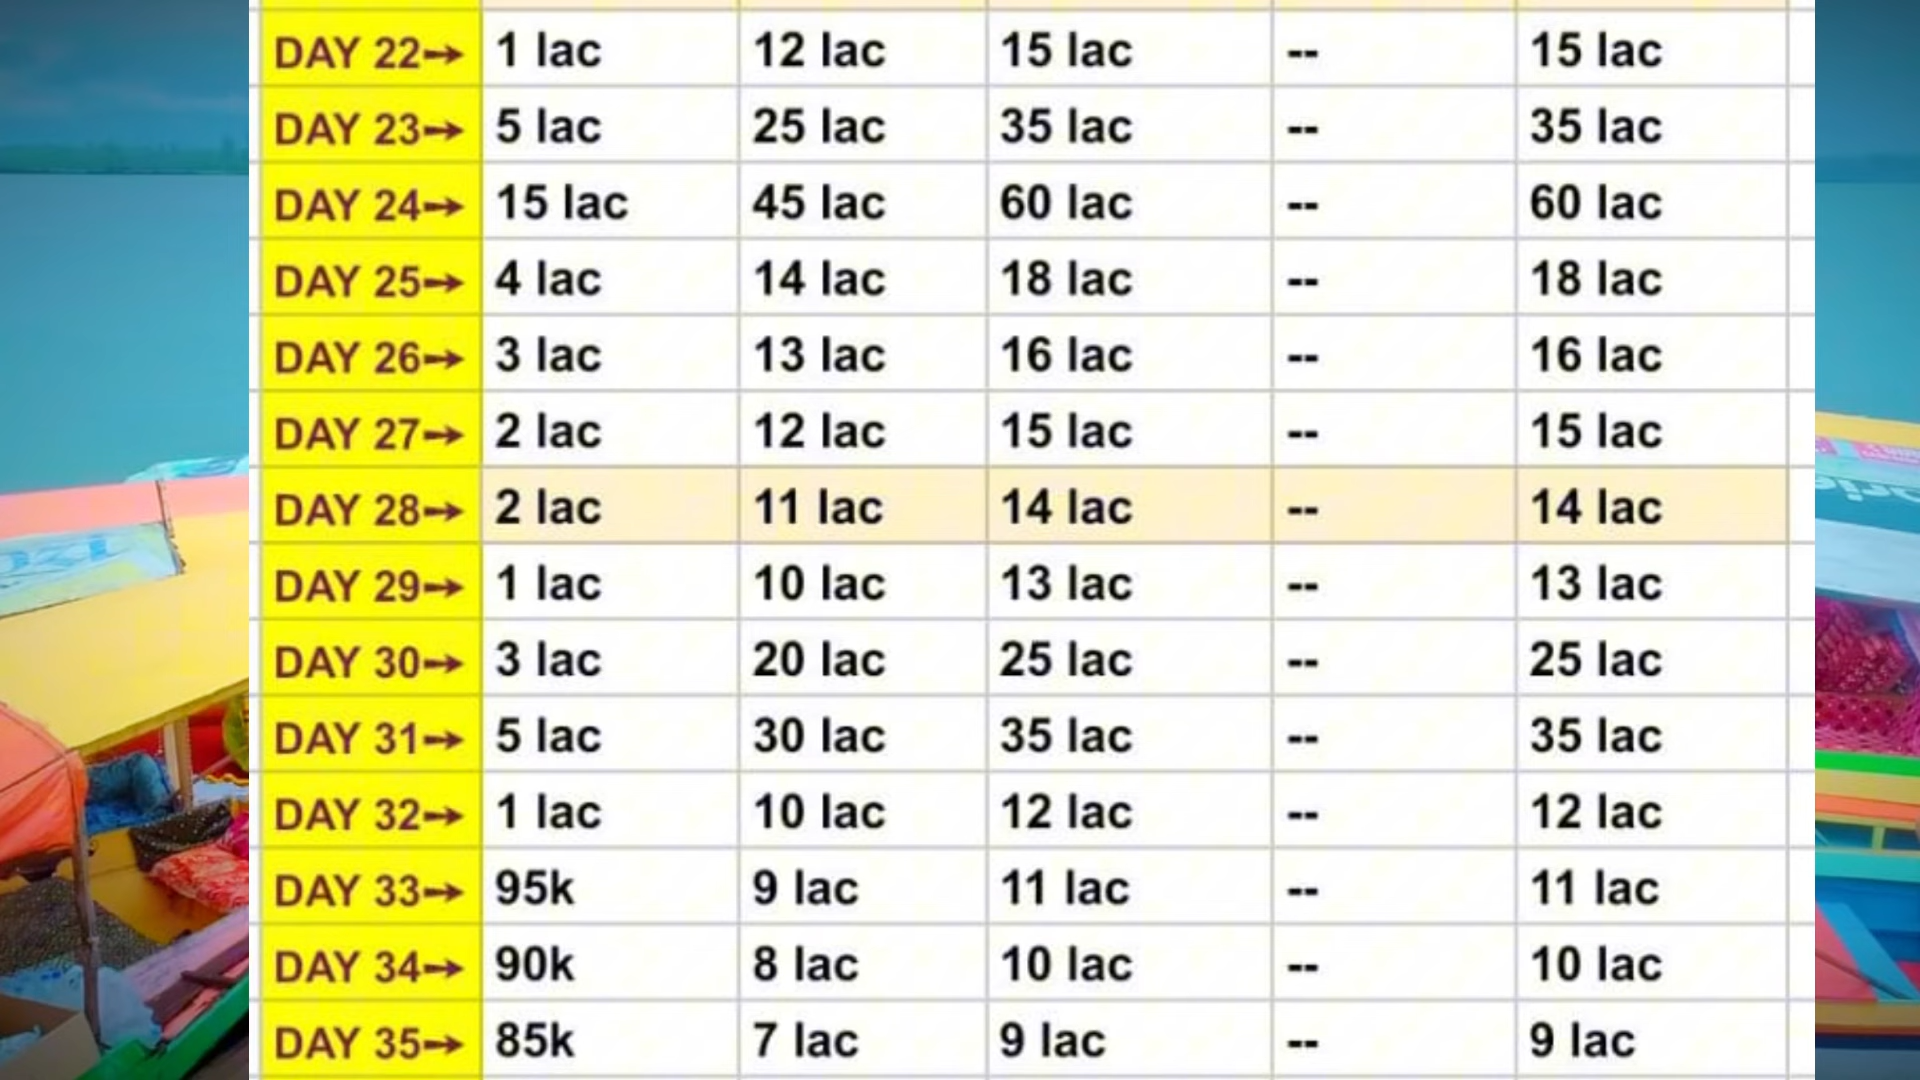 DAY 22→ 1 lac 12 lac 15 lac -- 15 lac
DAY 23→ 5 lac 25 lac 35 lac -- 35 lac
DAY 24→ 15 lac 45 lac 60 lac -- 60 lac
DAY 25→ 4 lac 14 lac 18 lac -- 18 lac
DAY 26→ 3 lac 13 lac 16 lac -- 16 lac
DAY 27→ 2 lac 12 lac 15 lac -- 15 lac
DAY 28→ 2 lac 11 lac 14 lac -- 14 lac
DAY 29→ 1 lac 10 lac 13 lac -- 13 lac
DAY 30→ 3 lac 20 lac 25 lac -- 25 lac
DAY 31→ 5 lac 30 lac 35 lac -- 35 lac
DAY 32→ 1 lac 10 lac 12 lac -- 12 lac
DAY 33→ 95k 9 lac 11 lac -- 11 lac
DAY 34→ 90k 8 lac 10 lac -- 10 lac
DAY 35→ 85k 7 lac 9 lac -- 9 lac